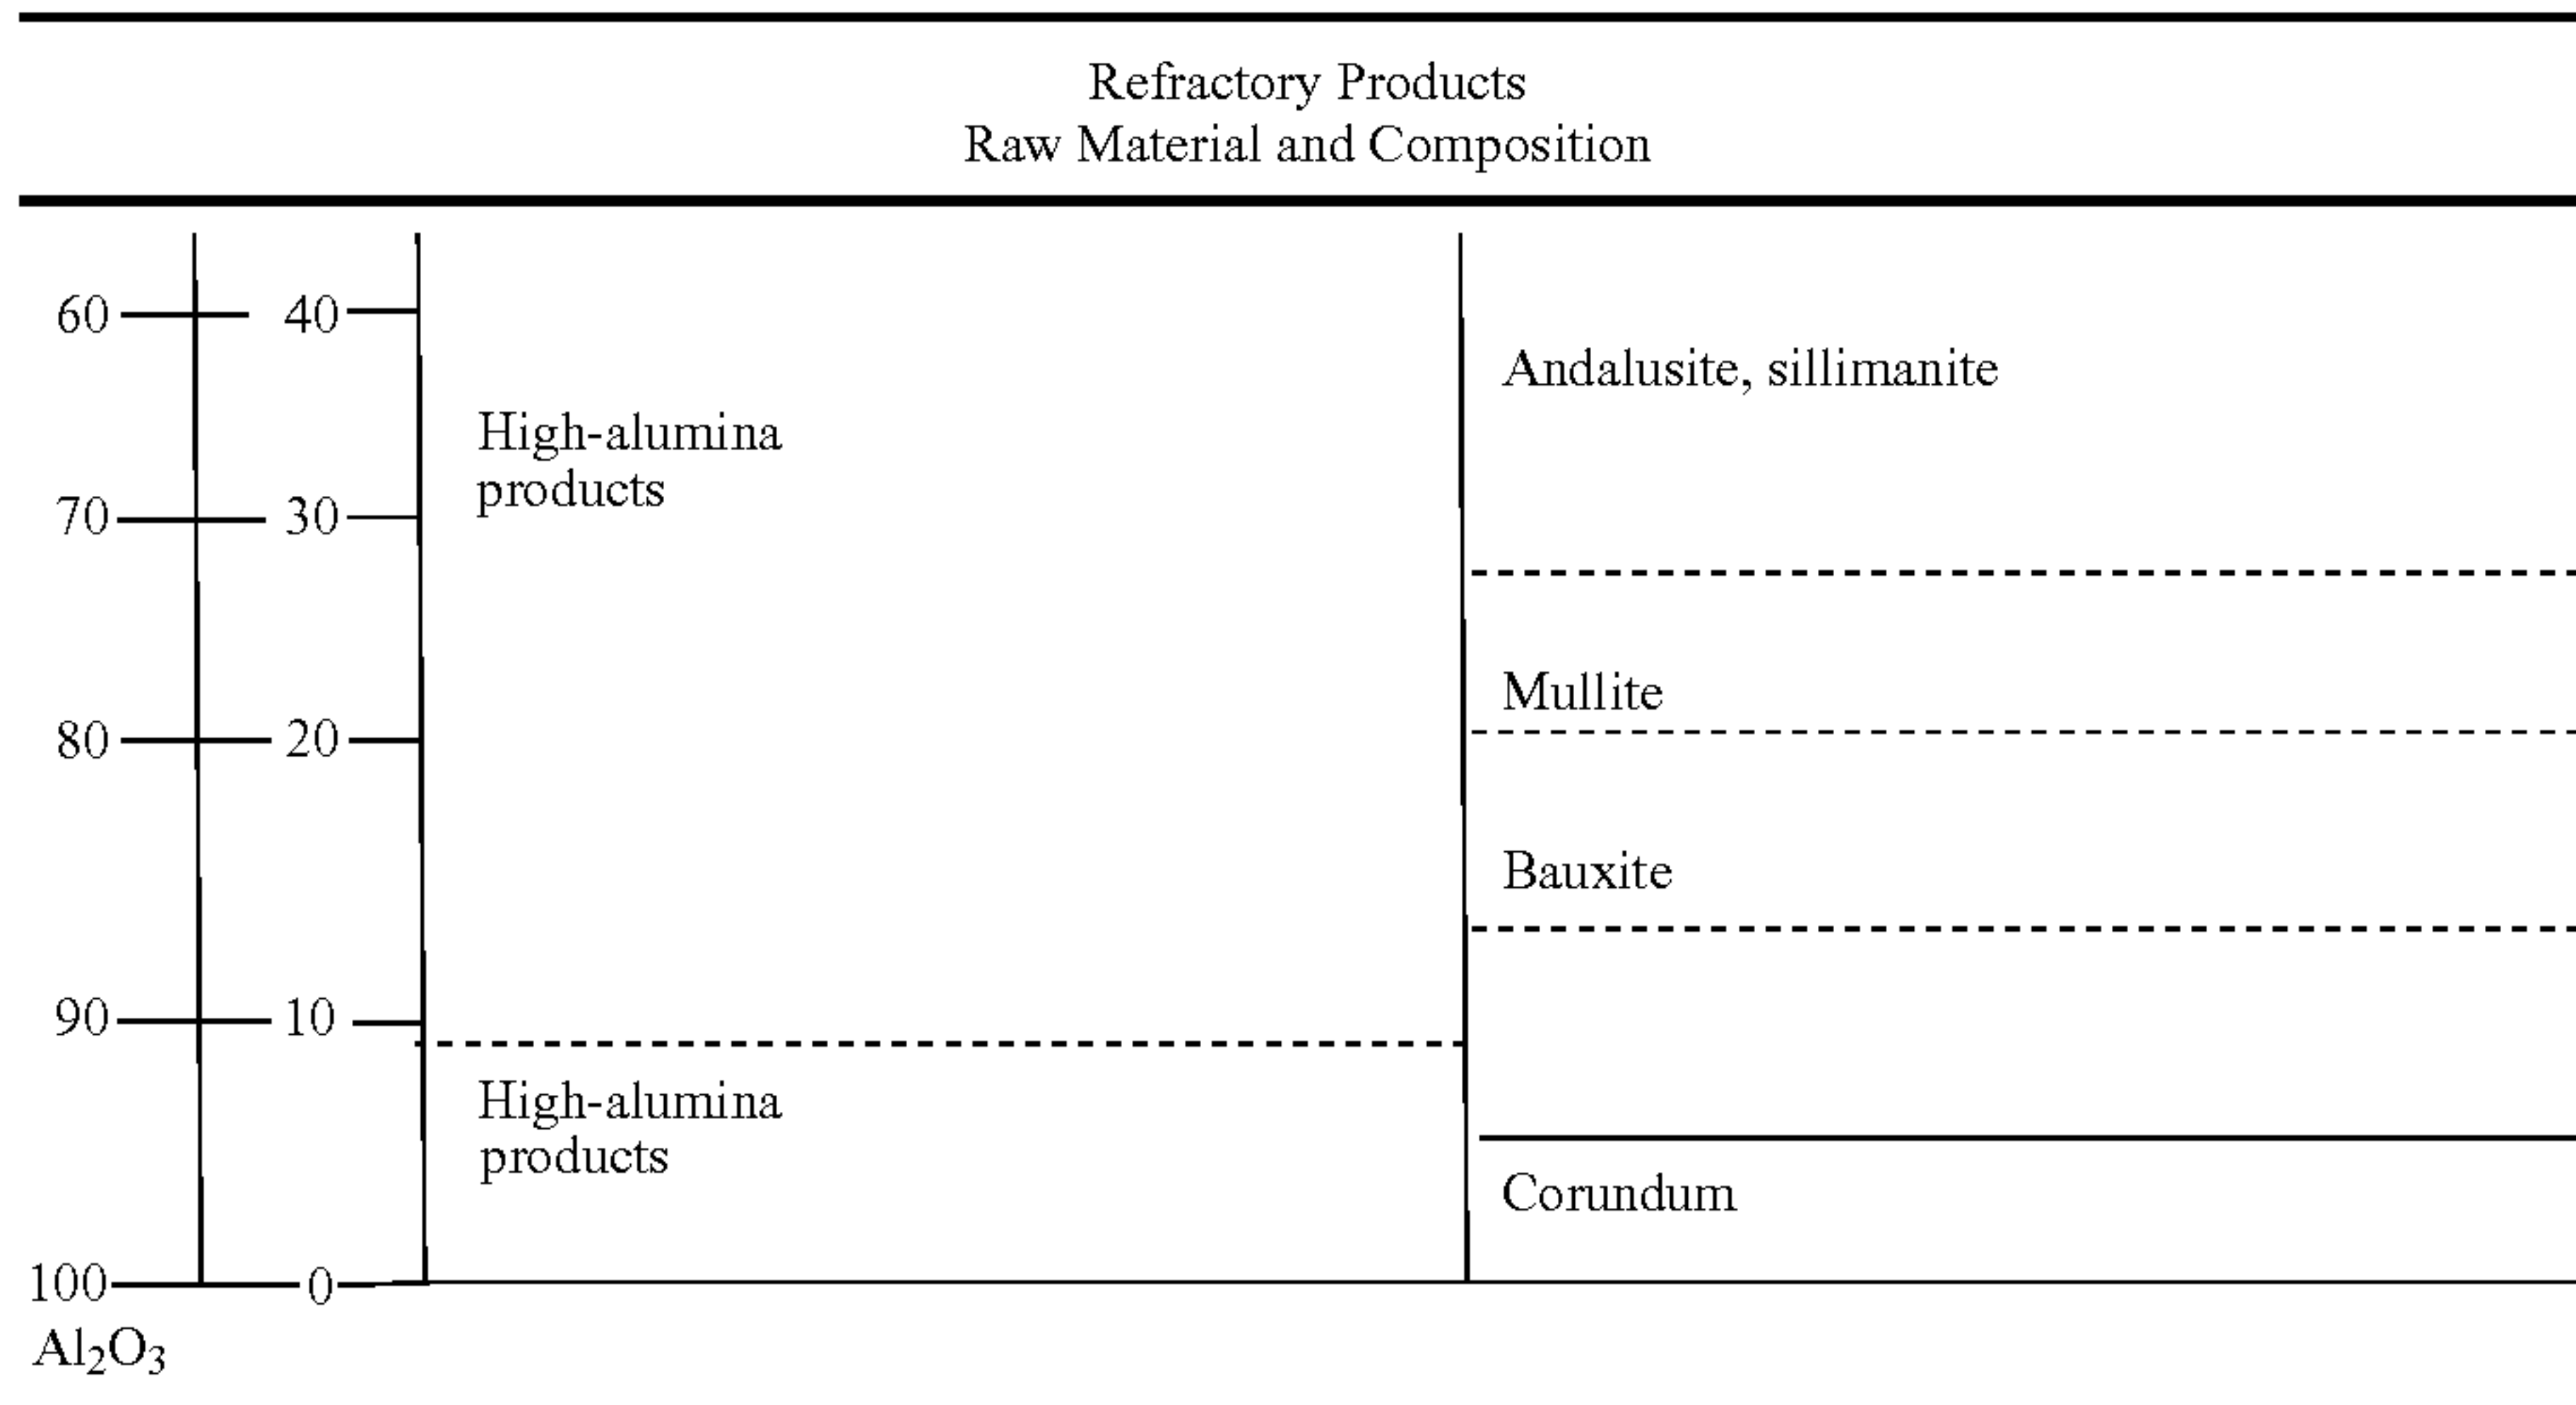 Refractory Products
Raw Material and Composition
60 40
Andalusite, sillimanite
High-alumina
products
70 30
Mullite
80 20
Bauxite
90 10
High-alumina
products
Corundum
100 0
Al₂O₃